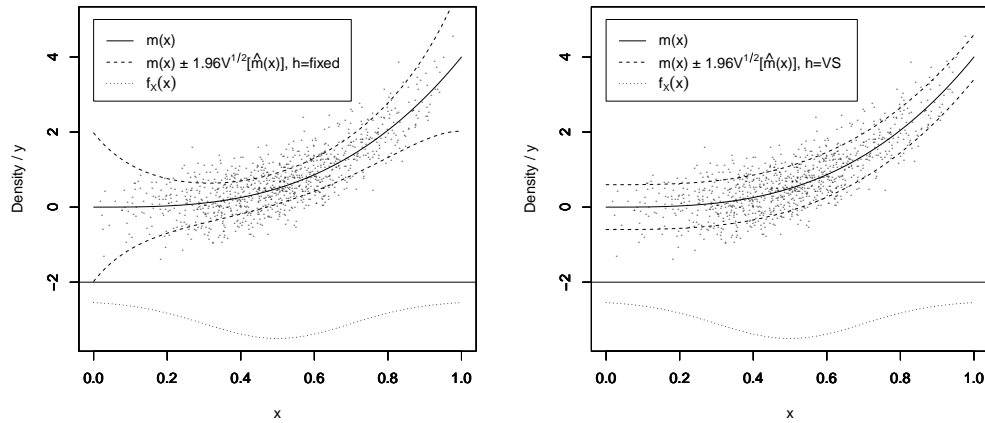 m(x)
m(x) ± 1.96V^{1/2}[m̂(x)], h=fixed
f_X(x)
Density / y
4
2
0
−2
0.0 0.2 0.4 0.6 0.8 1.0
x
m(x)
m(x) ± 1.96V^{1/2}[m̂(x)], h=VS
f_X(x)
Density / y
4
2
0
−2
0.0 0.2 0.4 0.6 0.8 1.0
x